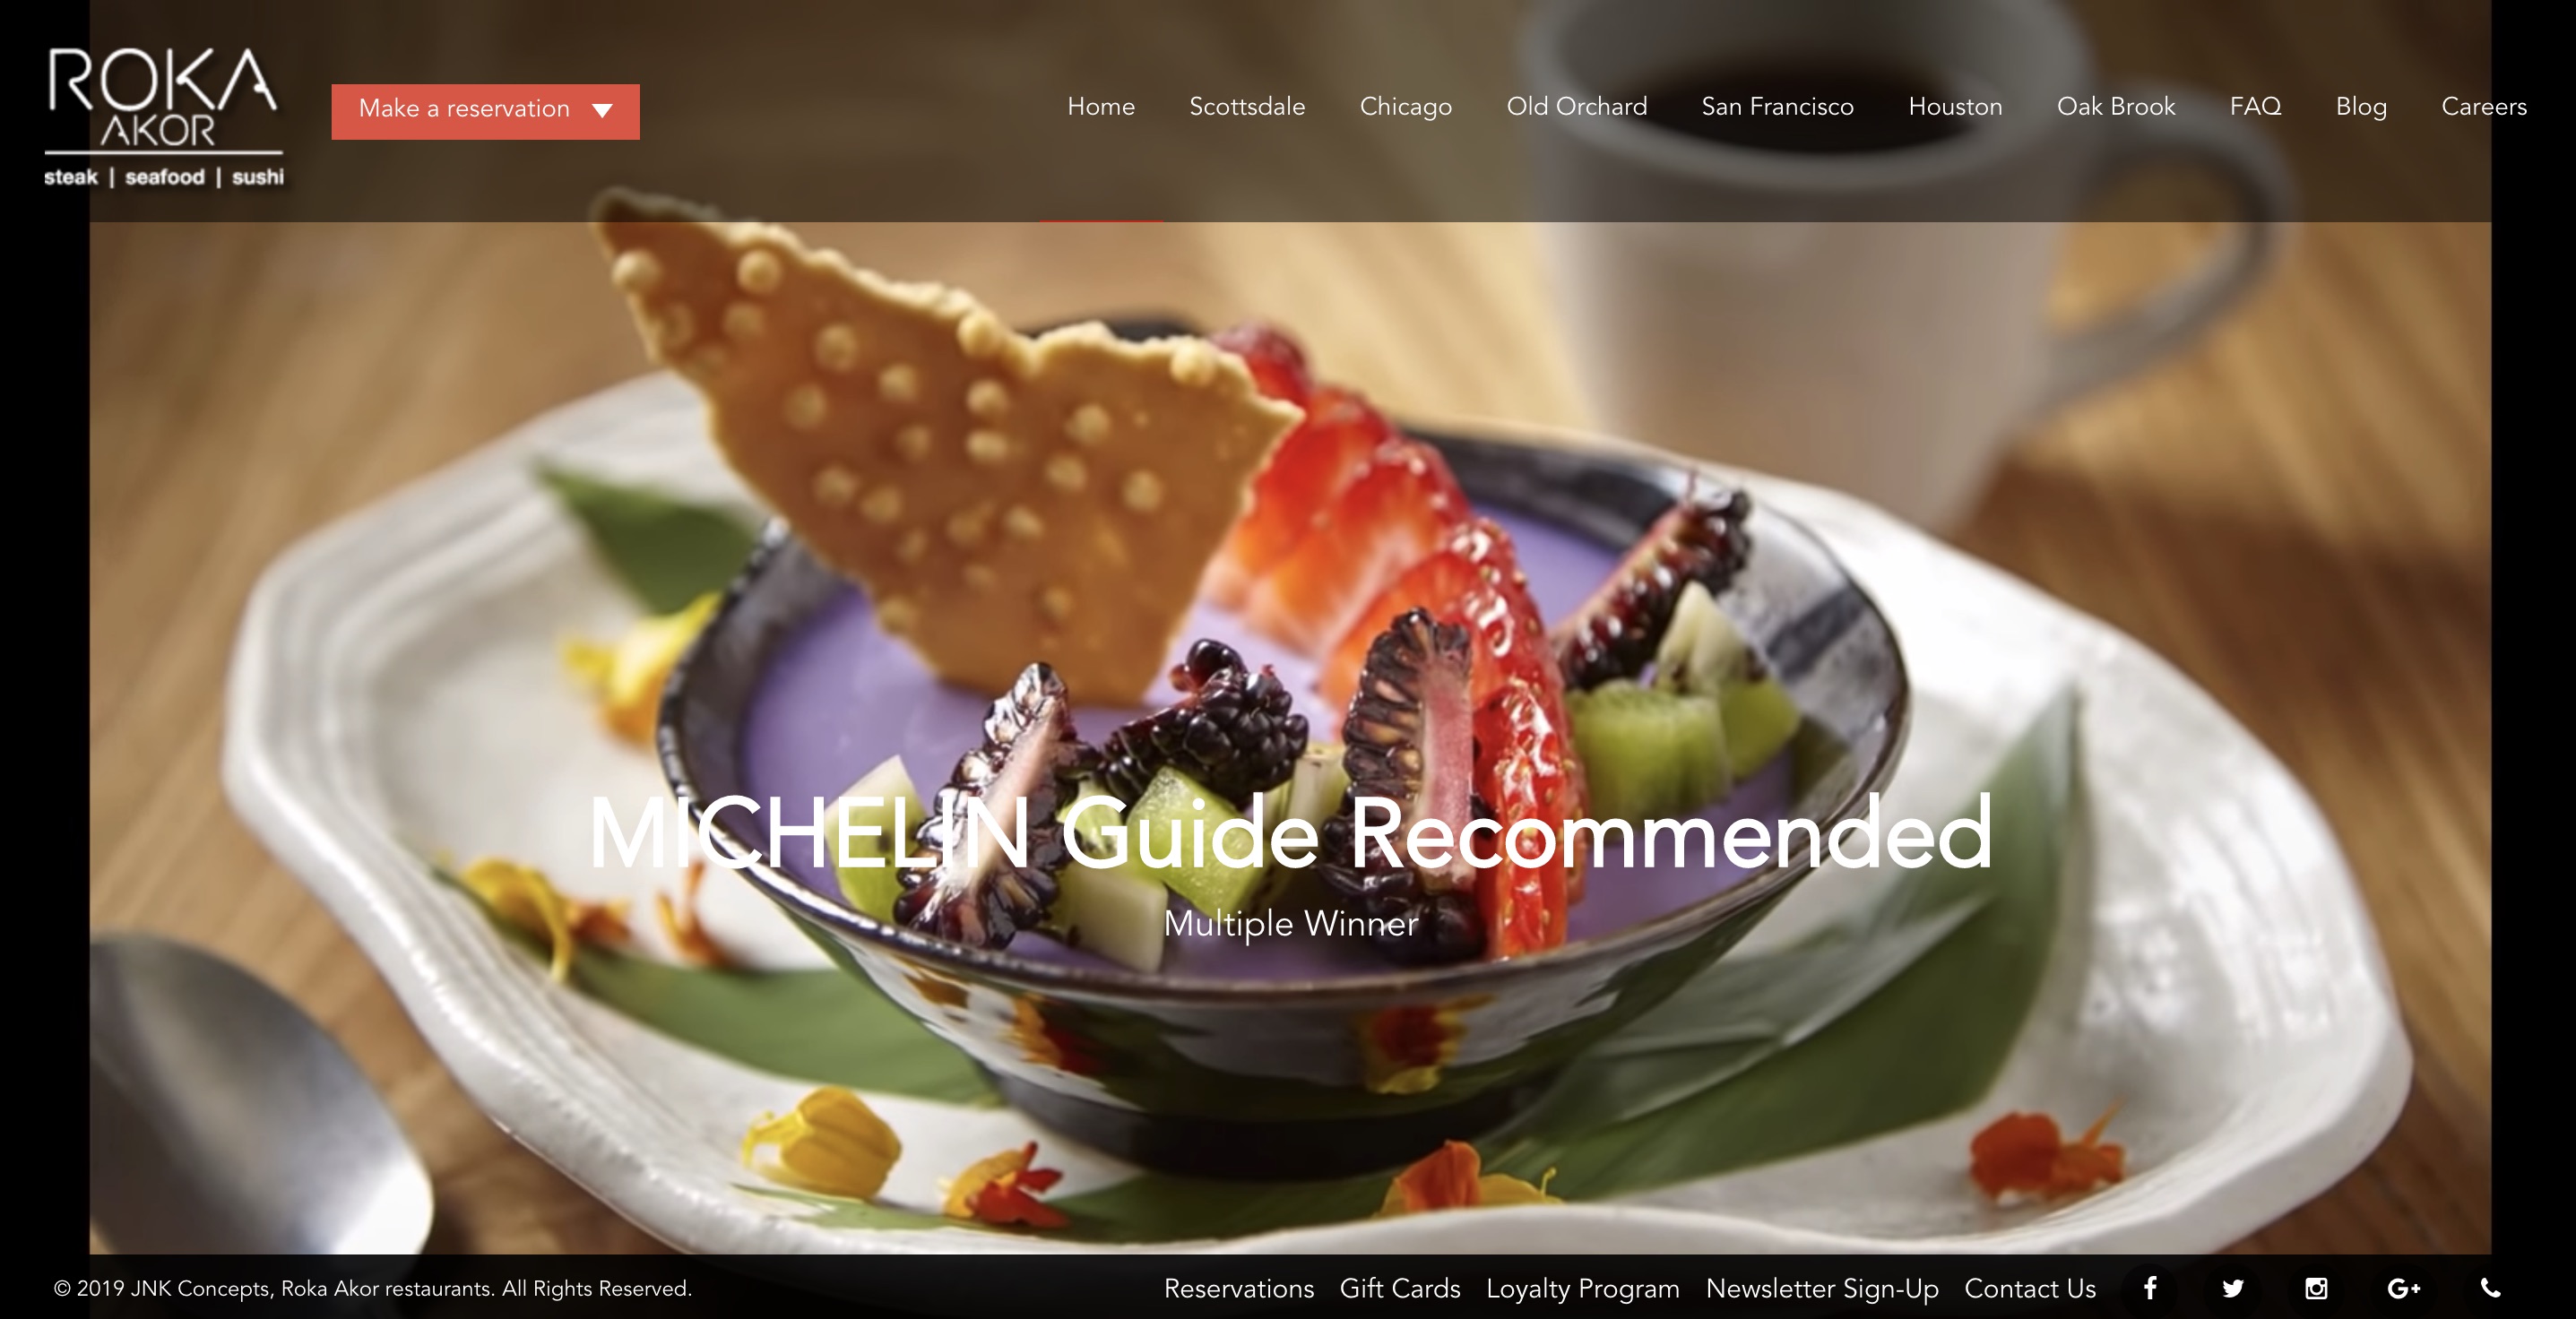 ROKA
AKOR
steak | seafood | sushi
Make a reservation
Home Scottsdale Chicago Old Orchard San Francisco Houston Oak Brook FAQ Blog Careers
MICHELIN Guide Recommended
Multiple Winner
© 2019 JNK Concepts, Roka Akor restaurants. All Rights Reserved.
Reservations Gift Cards Loyalty Program Newsletter Sign-Up Contact Us f G+